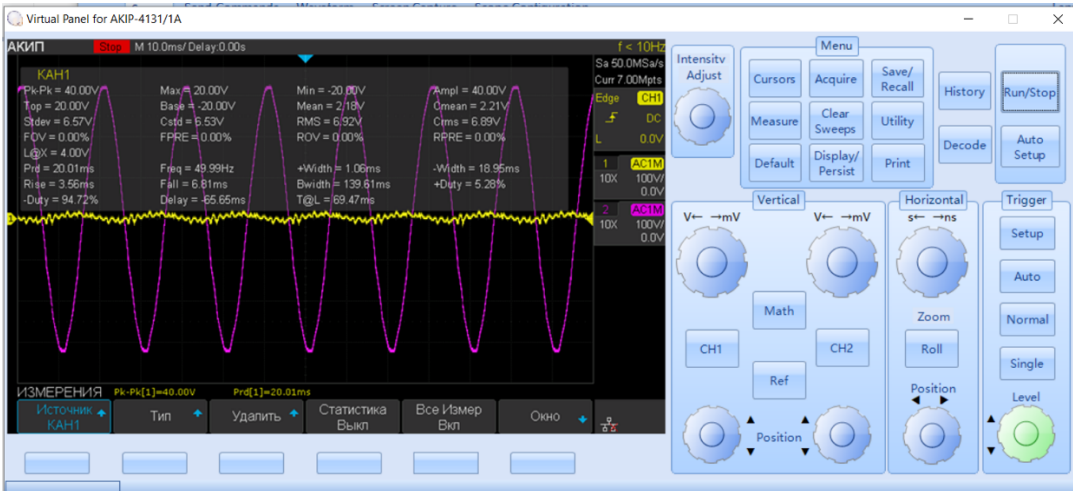 Virtual Panel for AKIP-4131/1A
АКИП Stop M 10.0ms/ Delay:0.00s f < 10Hz
Sa 50.0MSa/s
Curr 7.00Mpts
Edge CH1
DC
L 0.0V
1 AC1M
10X 100V/
0.0V
2 AC1M
10X 100V/
0.0V
КАН1
Pk-Pk = 40.00V Max = 20.00V Min = -20.00V Ampl = 40.00V
Top = 20.00V Base = -20.00V Mean = 2.18V Cmean = 2.21V
Stdev = 6.57V Cstd = 6.53V RMS = 6.92V Crms = 6.89V
FOV = 0.00% FPRE = 0.00% ROV = 0.00% RPRE = 0.00%
L@X = 4.00V
Prd = 20.01ms Freq = 49.99Hz +Width = 1.06ms -Width = 18.95ms
Rise = 3.56ms Fall = 6.81ms Bwidth = 139.61ms +Duty = 5.28%
-Duty = 94.72% Delay = -65.65ms T@L = 69.47ms
1
ИЗМЕРЕНИЯ Pk-Pk[1]=40.00V Prd[1]=20.01ms
Источник КАН1
Тип
Удалить
Статистика Выкл
Все Измер Вкл
Окно
Intensity Adjust
Menu
Cursors Acquire Save/ Recall
Measure Clear Sweeps Utility
Default Display/ Persist Print
History
Decode
Run/Stop
Auto Setup
Vertical
V← →mV V← →mV
Math
CH1 CH2
Ref
Position
Horizontal
s← →ns
Zoom
Roll
Position
Trigger
Setup
Auto
Normal
Single
Level